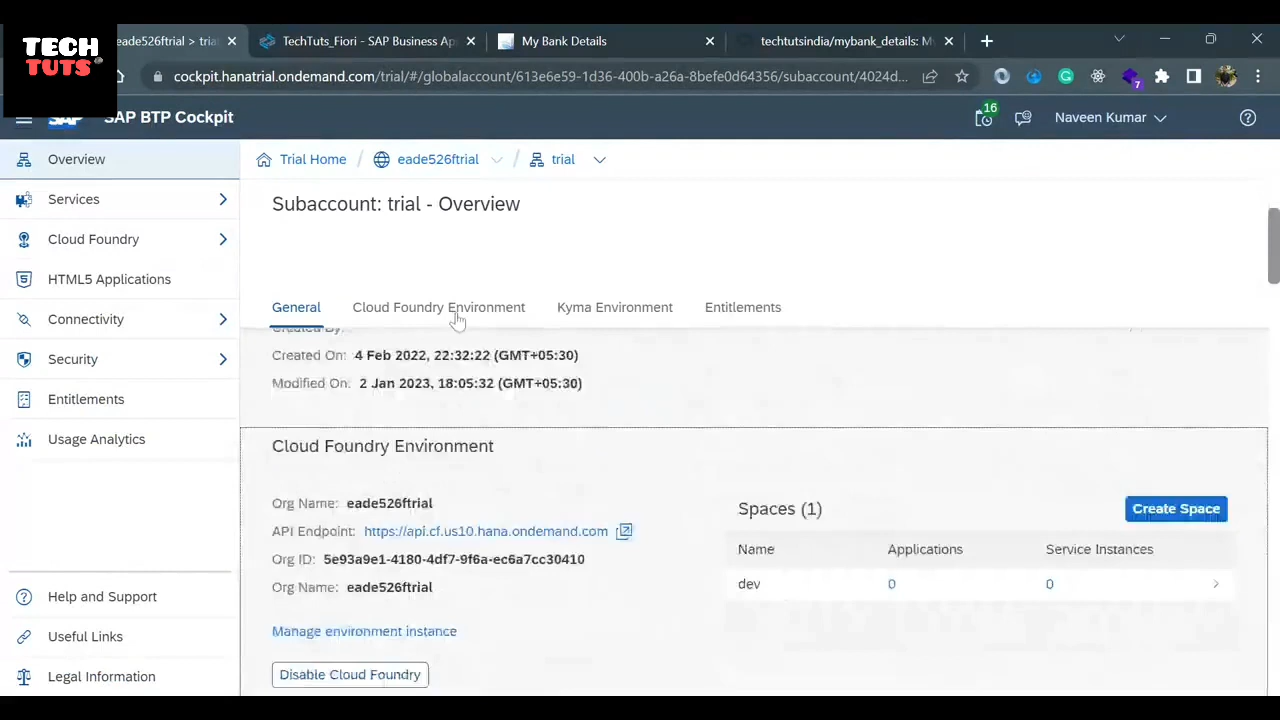 TECH
TUTS
eade526ftrial > tria
TechTuts_Fiori - SAP Business Ap
My Bank Details
techtutsindia/mybank_details: M
cockpit.hanatrial.ondemand.com/trial/#/globalaccount/613e6e59-1d36-400b-a26a-8befe0d64356/subaccount/4024d...
7
SAP
SAP BTP Cockpit
16
Naveen Kumar
Overview
Services
Cloud Foundry
HTML5 Applications
Connectivity
Security
Entitlements
Usage Analytics
Help and Support
Useful Links
Legal Information
Trial Home / eade526ftrial / trial
Subaccount: trial - Overview
General Cloud Foundry Environment Kyma Environment Entitlements
Created By:
Created On: 4 Feb 2022, 22:32:22 (GMT+05:30)
Modified On: 2 Jan 2023, 18:05:32 (GMT+05:30)
Cloud Foundry Environment
Org Name: eade526ftrial
API Endpoint: https://api.cf.us10.hana.ondemand.com
Org ID: 5e93a9e1-4180-4df7-9f6a-ec6a7cc30410
Org Name: eade526ftrial
Manage environment instance
Disable Cloud Foundry
Spaces (1)
Create Space
Name Applications Service Instances
dev 0 0